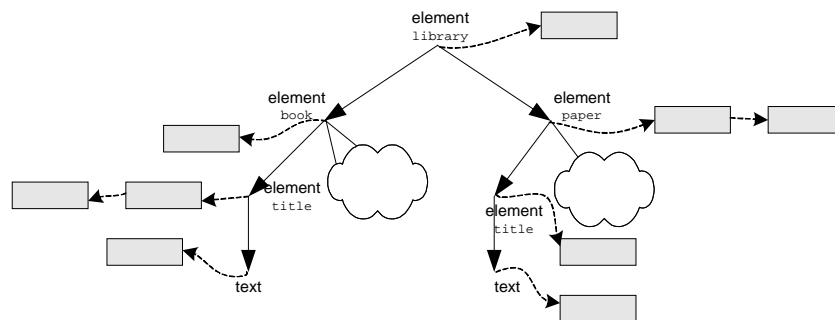 element
library
element
book
element
paper
element
title
element
title
text
text